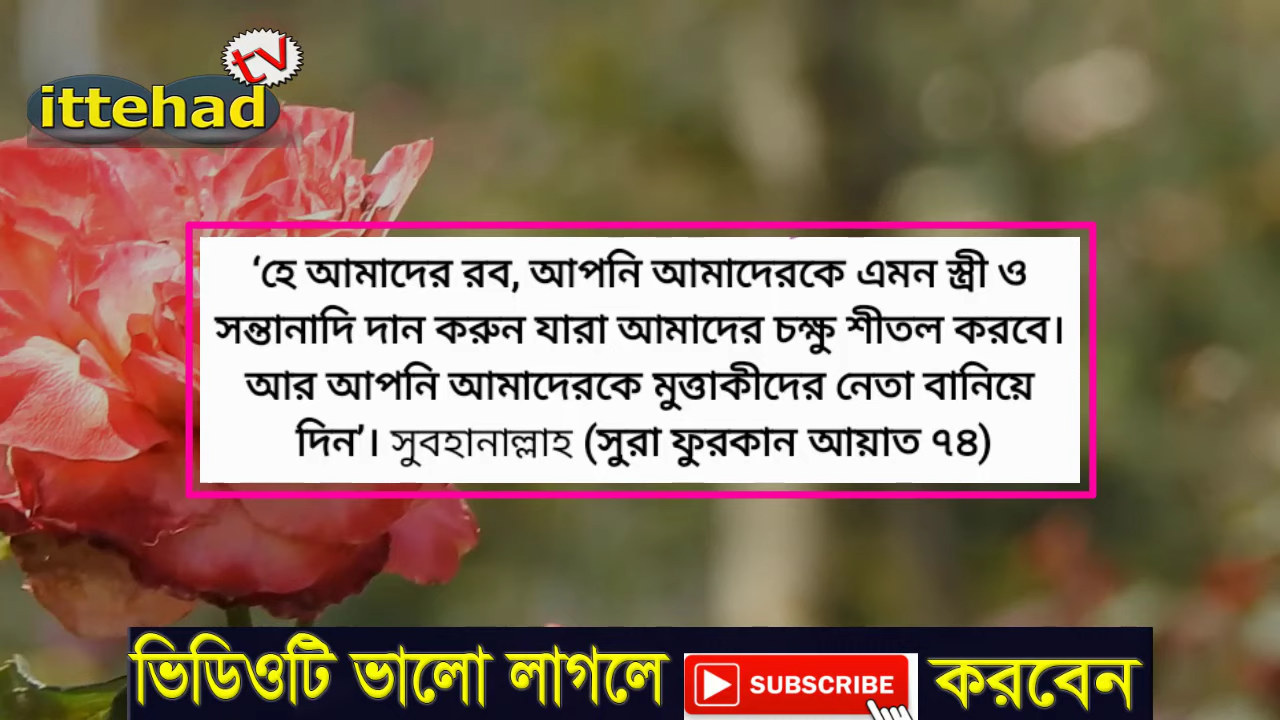 ittehad
tv
‘হে আমাদের রব, আপনি আমাদেরকে এমন স্ত্রী ও
সন্তানাদি দান করুন যারা আমাদের চক্ষু শীতল করবে।
আর আপনি আমাদেরকে মুত্তাকীদের নেতা বানিয়ে
দিন’। সুবহানাল্লাহ (সুরা ফুরকান আয়াত ৭৪)
ভিডিওটি ভালো লাগলে SUBSCRIBE করবেন